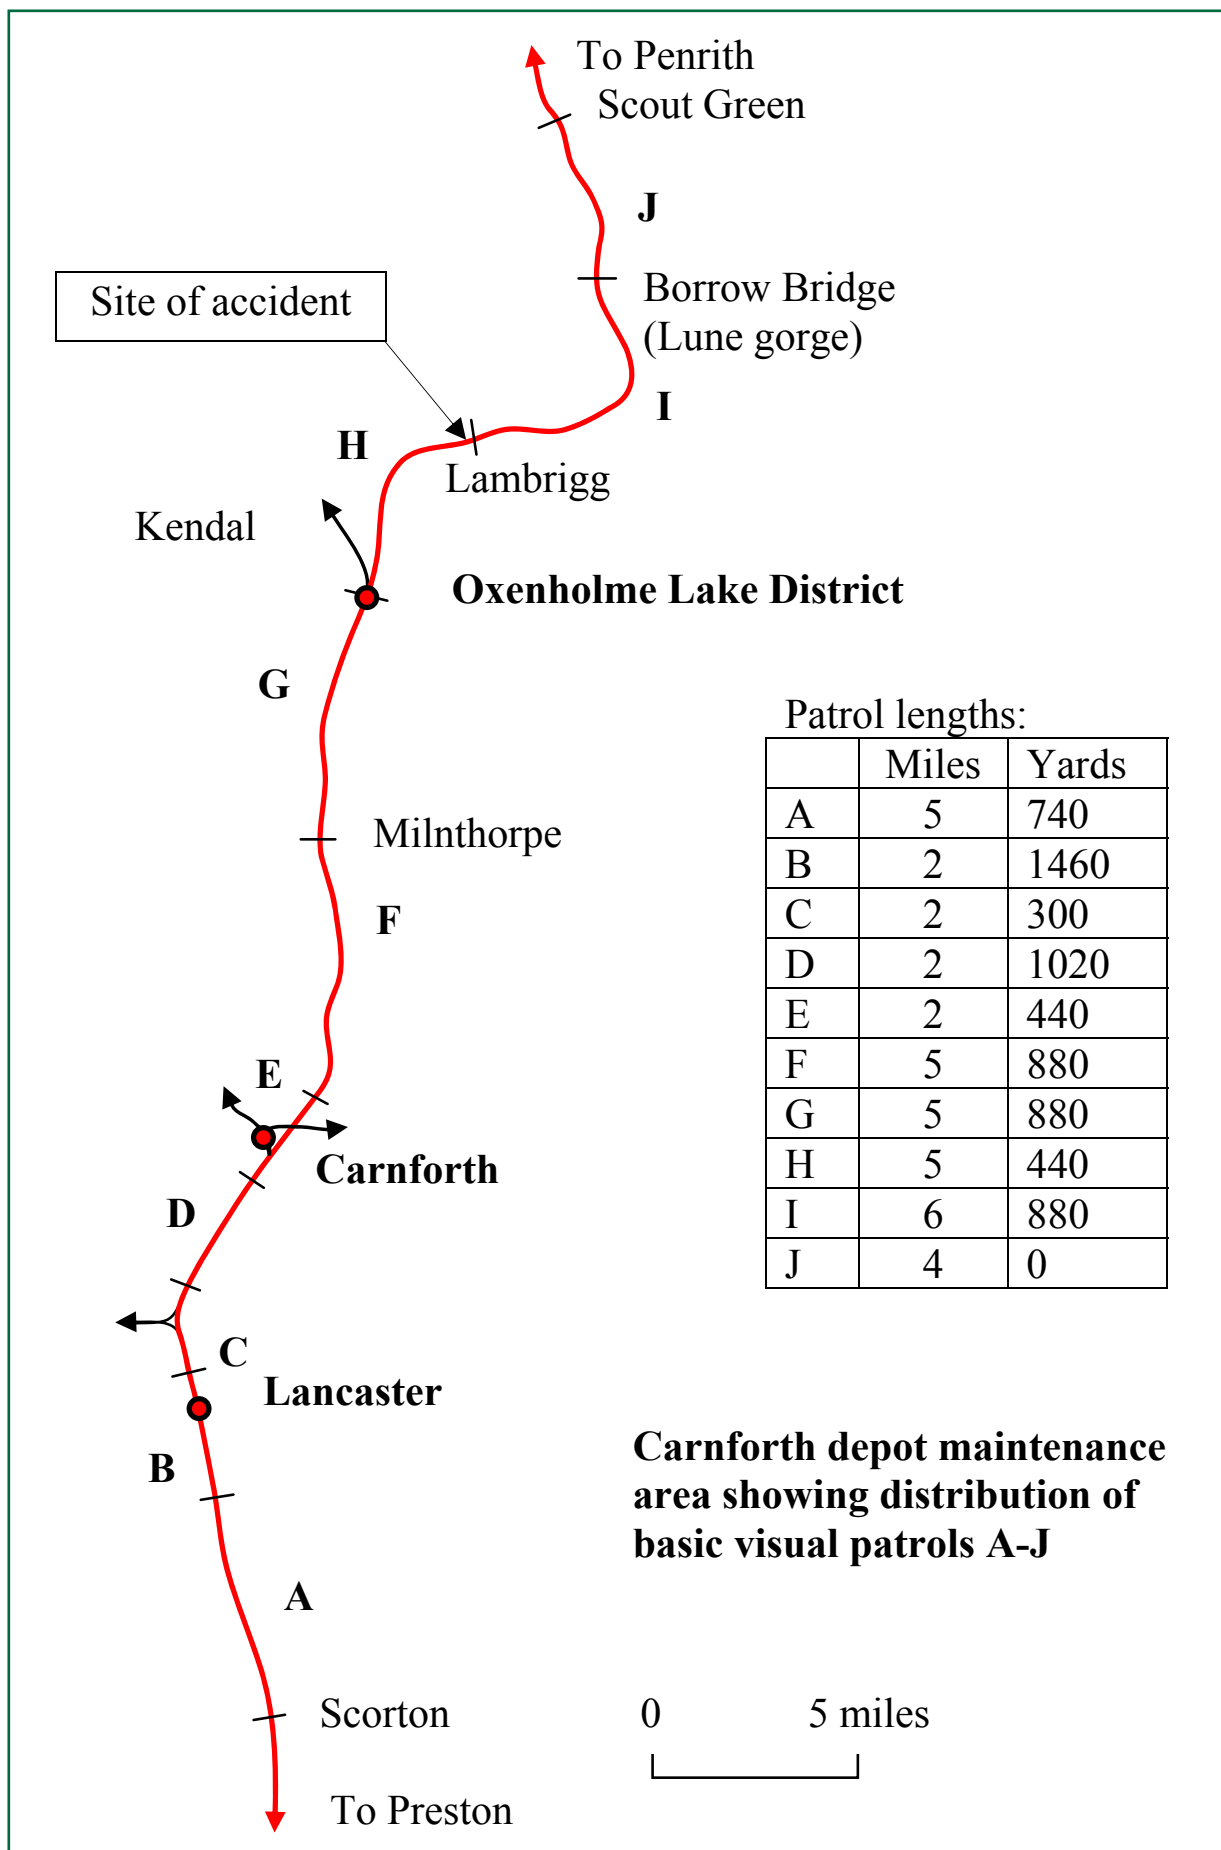 To Penrith
Scout Green
J
Borrow Bridge
(Lune gorge)
Site of accident
I
H
Lambrigg
Kendal
Oxenholme Lake District
G
Milnthorpe
F
E
Carnforth
D
C
Lancaster
B
A
Scorton
To Preston
Patrol lengths:
Miles Yards
A 5 740
B 2 1460
C 2 300
D 2 1020
E 2 440
F 5 880
G 5 880
H 5 440
I 6 880
J 4 0
Carnforth depot maintenance
area showing distribution of
basic visual patrols A-J
0 5 miles